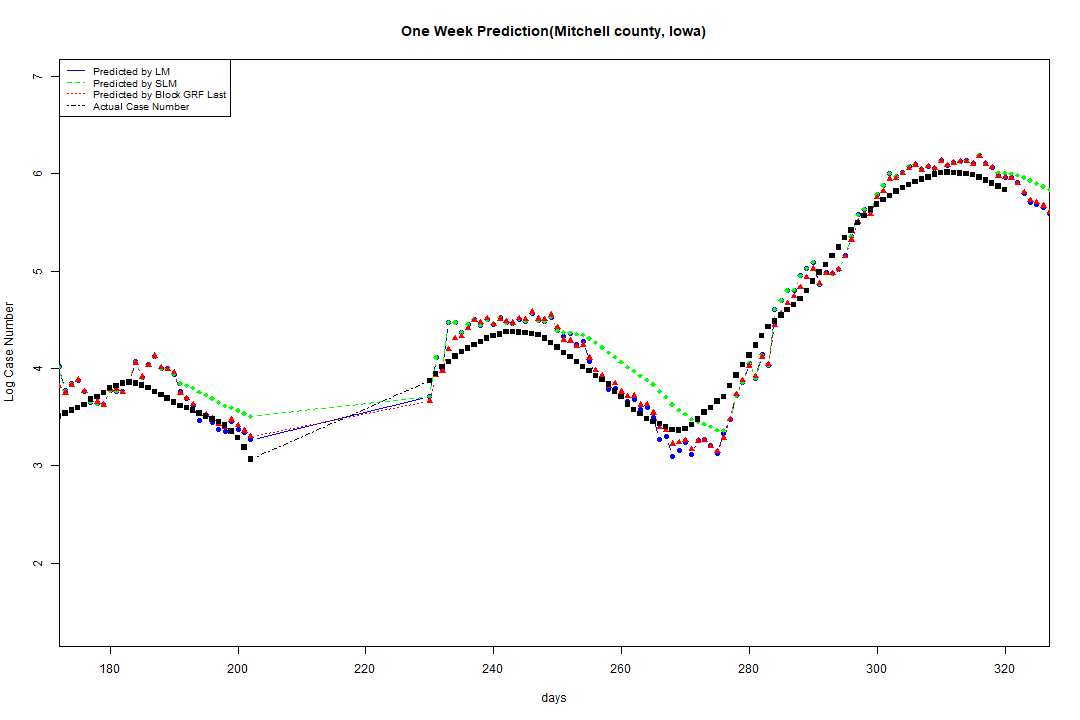 One Week Prediction(Mitchell county, Iowa)
Predicted by LM
Predicted by SLM
Predicted by Block GRF Last
Actual Case Number
Log Case Number
7
6
5
4
3
2
180 200 220 240 260 280 300 320
days